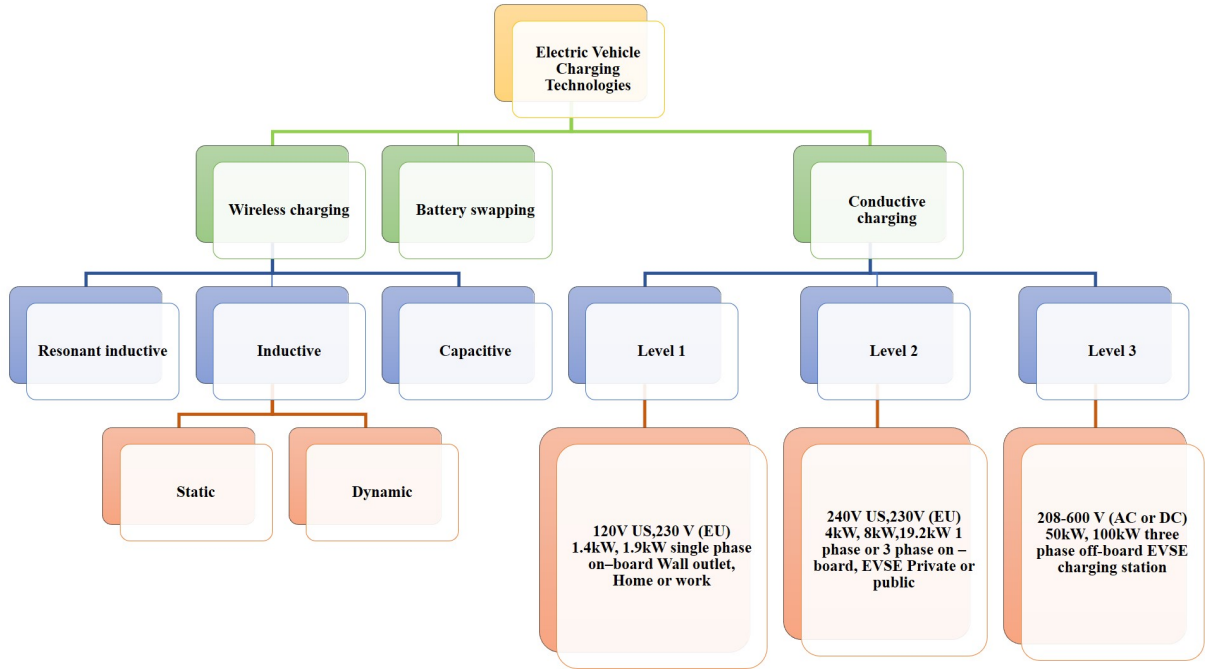 Electric Vehicle
Charging
Technologies
Wireless charging
Battery swapping
Conductive
charging
Resonant inductive
Inductive
Capacitive
Level 1
Level 2
Level 3
Static
Dynamic
120V US,230 V (EU)
1.4kW, 1.9kW single phase
on–board Wall outlet,
Home or work
240V US,230V (EU)
4kW, 8kW,19.2kW 1
phase or 3 phase on –
board, EVSE Private or
public
208-600 V (AC or DC)
50kW, 100kW three
phase off-board EVSE
charging station